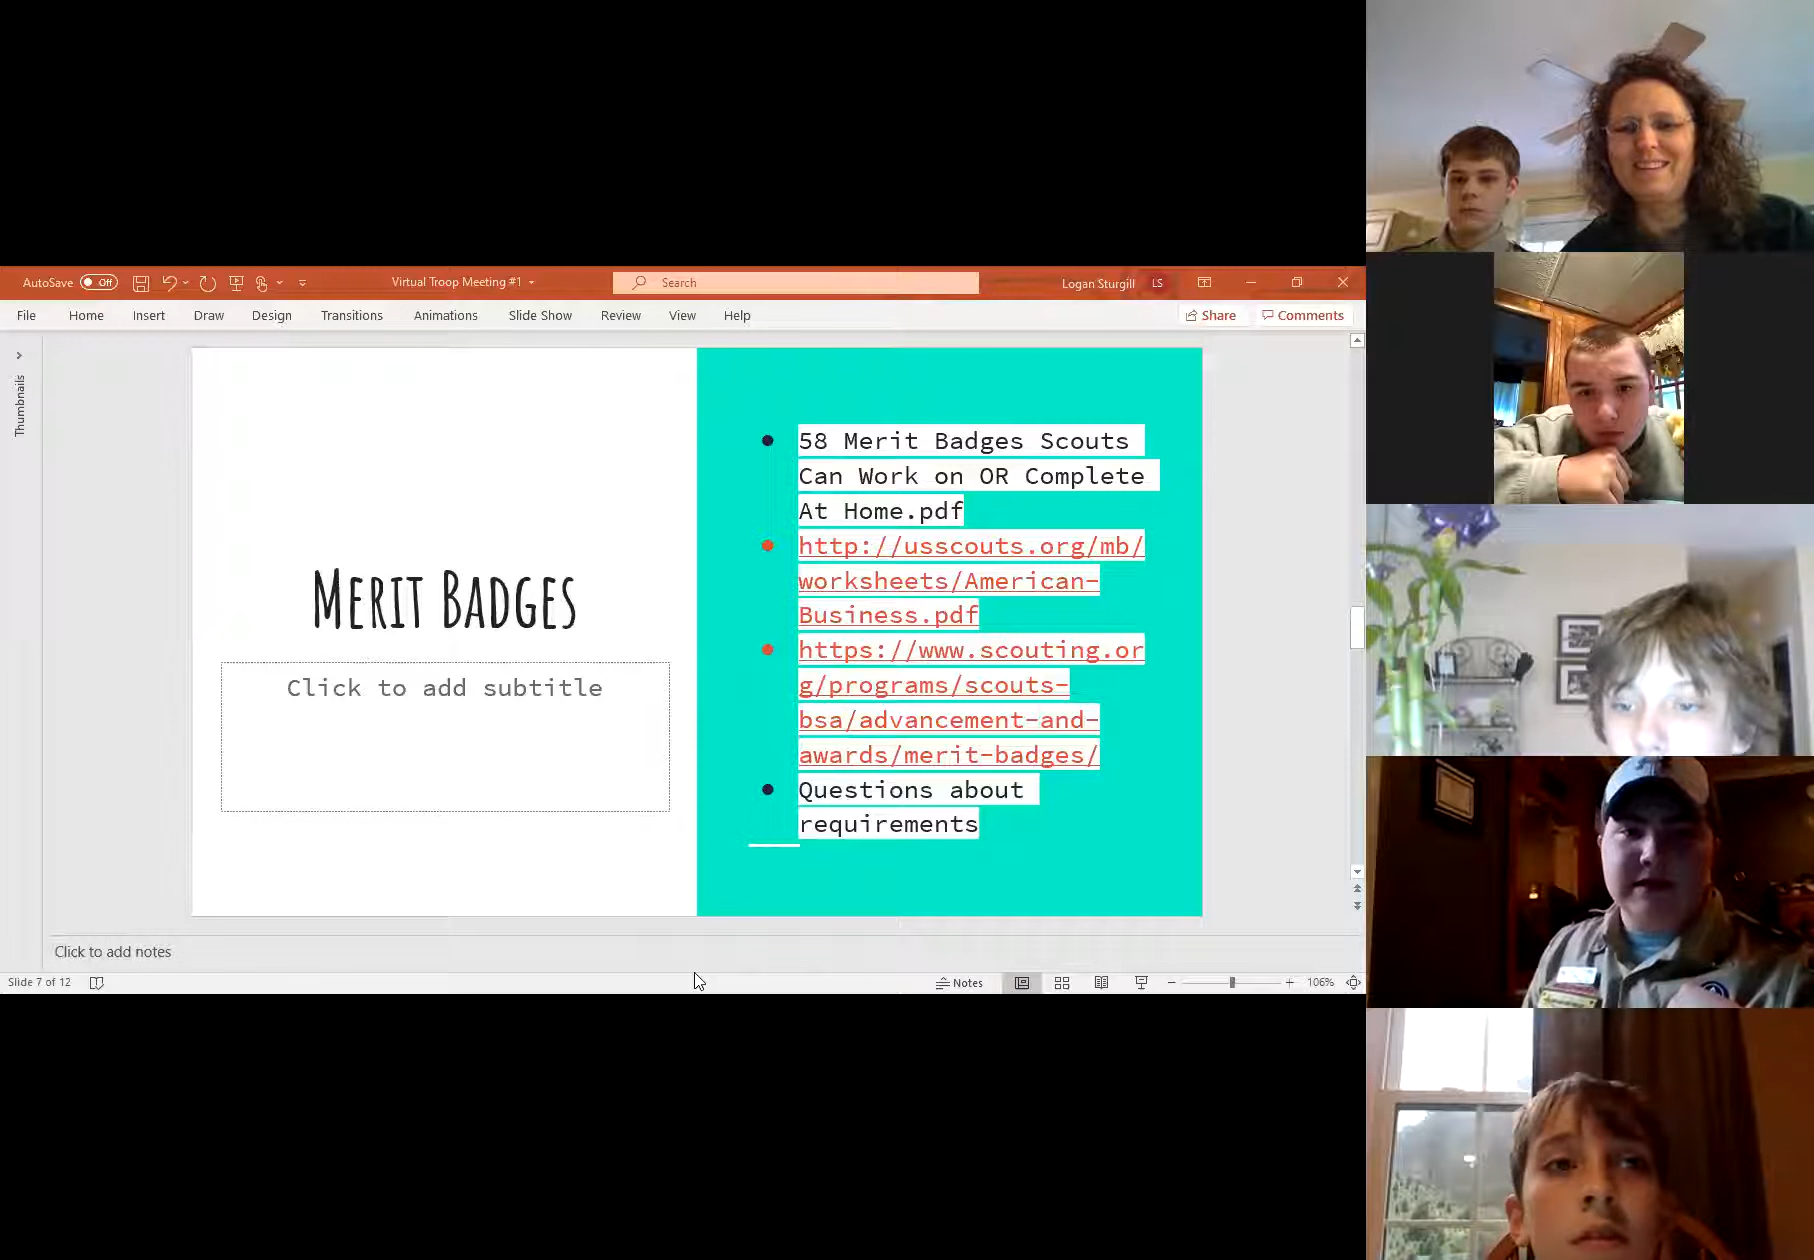 AutoSave Off Virtual Troop Meeting #1 Search Logan Sturgill LS
File Home Insert Draw Design Transitions Animations Slide Show Review View Help Share Comments
Thumbnails
MERIT BADGES
Click to add subtitle
58 Merit Badges Scouts
Can Work on OR Complete
At Home.pdf
http://usscouts.org/mb/
worksheets/American-
Business.pdf
https://www.scouting.or
g/programs/scouts-
bsa/advancement-and-
awards/merit-badges/
Questions about
requirements
Click to add notes
Slide 7 of 12 Notes 106%